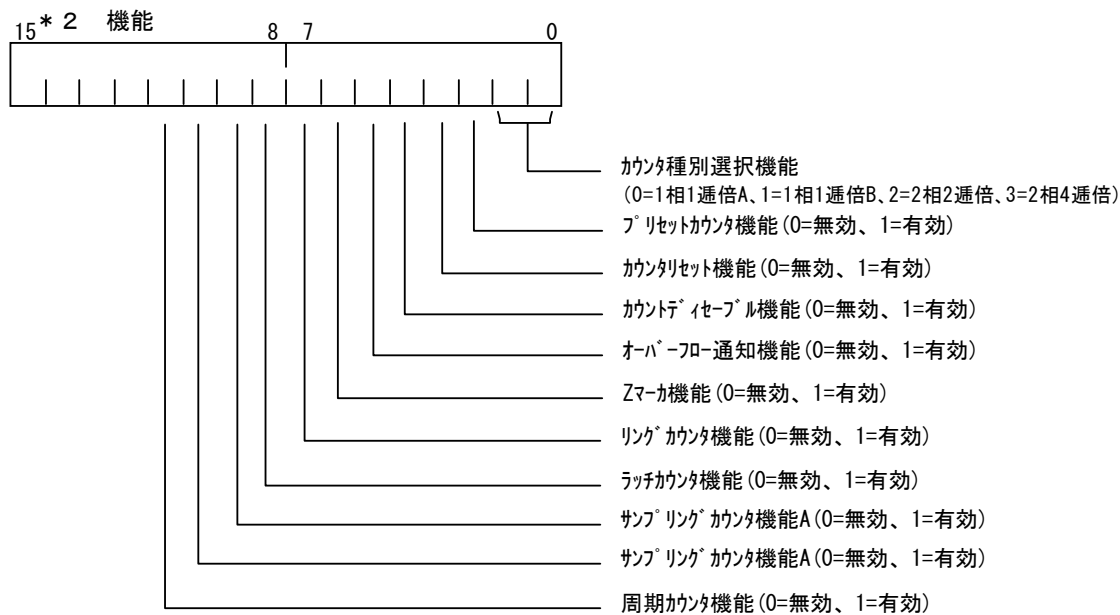 ＊２　機能
15 8 7 0
ｶｳﾝﾀ種別選択機能
(0=1相1逓倍A、1=1相1逓倍B、2=2相2逓倍、3=2相4逓倍)
ﾌﾟﾘｾｯﾄｶｳﾝﾀ機能(0=無効、1=有効)
ｶｳﾝﾀﾘｾｯﾄ機能(0=無効、1=有効)
ｶｳﾝﾄﾃﾞｨｾｰﾌﾞﾙ機能(0=無効、1=有効)
ｵｰﾊﾞｰﾌﾛｰ通知機能(0=無効、1=有効)
Zﾏｰｶ機能(0=無効、1=有効)
ﾘﾝｸﾞｶｳﾝﾀ機能(0=無効、1=有効)
ﾗｯﾁｶｳﾝﾀ機能(0=無効、1=有効)
ｻﾝﾌﾟﾘﾝｸﾞｶｳﾝﾀ機能A(0=無効、1=有効)
ｻﾝﾌﾟﾘﾝｸﾞｶｳﾝﾀ機能A(0=無効、1=有効)
周期ｶｳﾝﾀ機能(0=無効、1=有効)